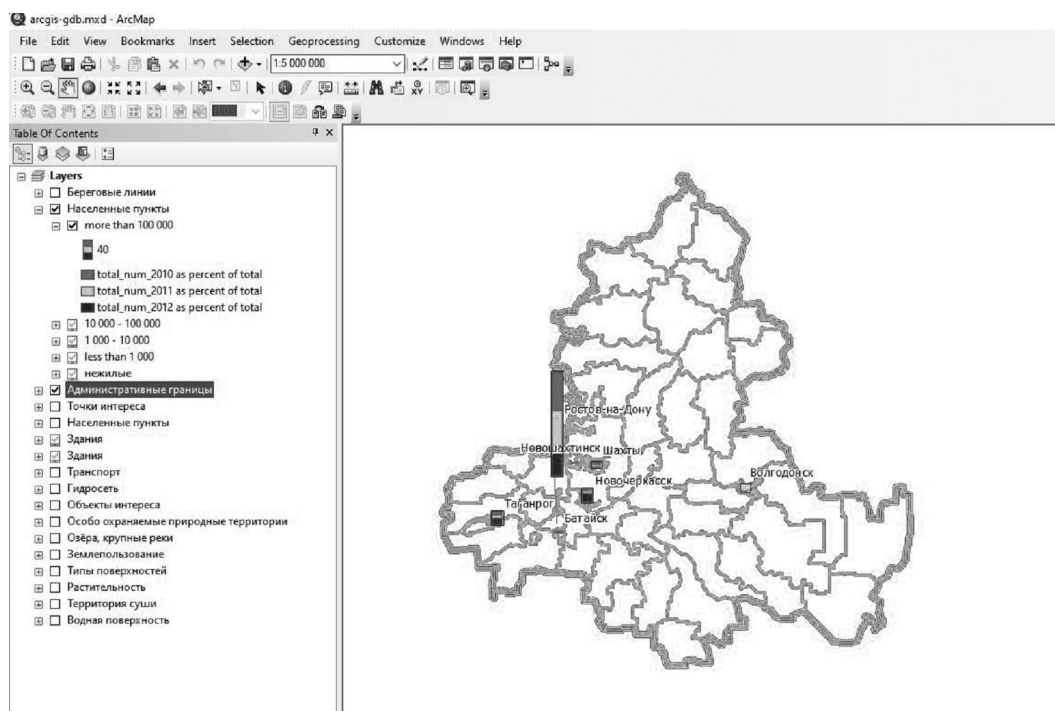 arcgis-gdb.mxd - ArcMap
File Edit View Bookmarks Insert Selection Geoprocessing Customize Windows Help
1:5 000 000
Table Of Contents
Layers
Береговые линии
Населенные пункты
more than 100 000
40
total_num_2010 as percent of total
total_num_2011 as percent of total
total_num_2012 as percent of total
10 000 - 100 000
1 000 - 10 000
less than 1 000
нежилые
Административные границы
Точки интереса
Населенные пункты
Здания
Здания
Транспорт
Гидросеть
Объекты интереса
Особо охраняемые природные территории
Озёра, крупные реки
Землепользование
Типы поверхностей
Растительность
Территория суши
Водная поверхность
Ростов-на-Дону
Новошахтинск Шахты
Волгодонск
Новочеркасск
Таганрог
Батайск